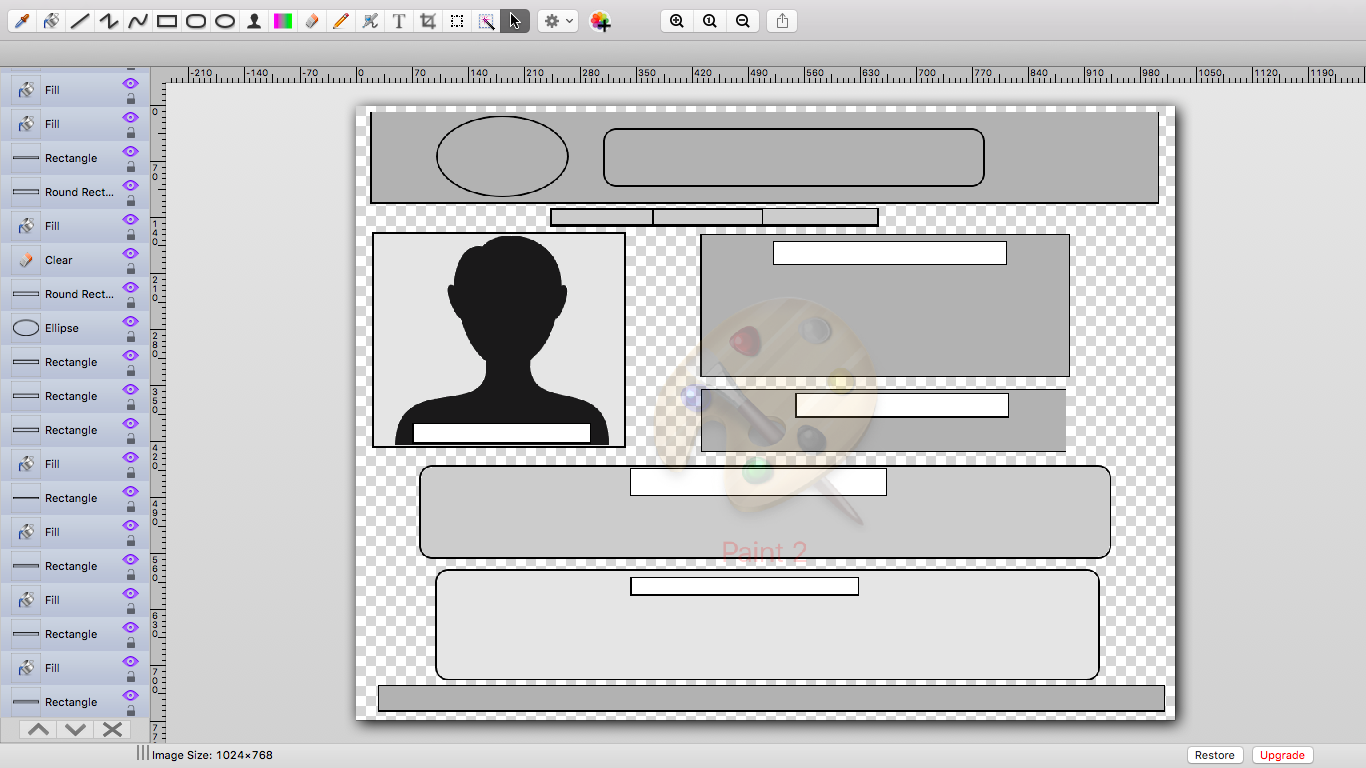 T
-210 -140 -70 0 70 140 210 280 350 420 490 560 630 700 770 840 910 980 1050 1120 1190
Fill
Fill
Rectangle
Round Rect...
Fill
Clear
Round Rect...
Ellipse
Rectangle
Rectangle
Rectangle
Fill
Rectangle
Fill
Rectangle
Fill
Rectangle
Fill
Rectangle
0
70
140
210
280
350
420
490
560
630
700
77
Paint 2
Image Size: 1024×768
Restore
Upgrade